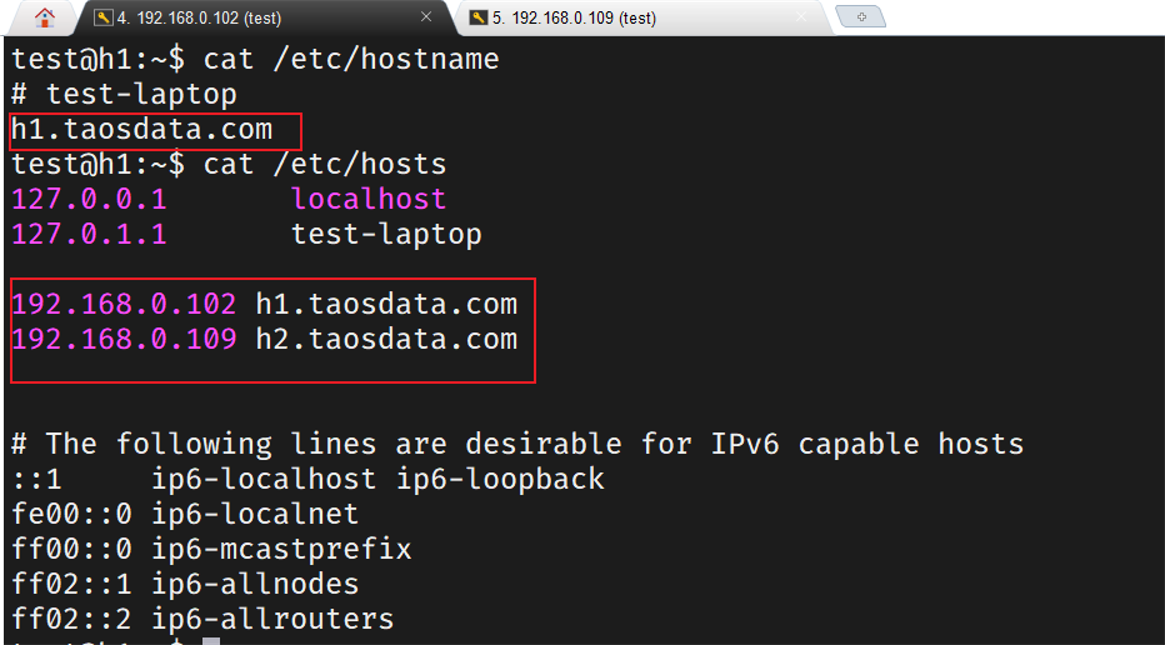 4. 192.168.0.102 (test)
5. 192.168.0.109 (test)
test@h1:~$ cat /etc/hostname
# test-laptop
h1.taosdata.com
test@h1:~$ cat /etc/hosts
127.0.0.1 localhost
127.0.1.1 test-laptop
192.168.0.102 h1.taosdata.com
192.168.0.109 h2.taosdata.com
# The following lines are desirable for IPv6 capable hosts
::1 ip6-localhost ip6-loopback
fe00::0 ip6-localnet
ff00::0 ip6-mcastprefix
ff02::1 ip6-allnodes
ff02::2 ip6-allrouters